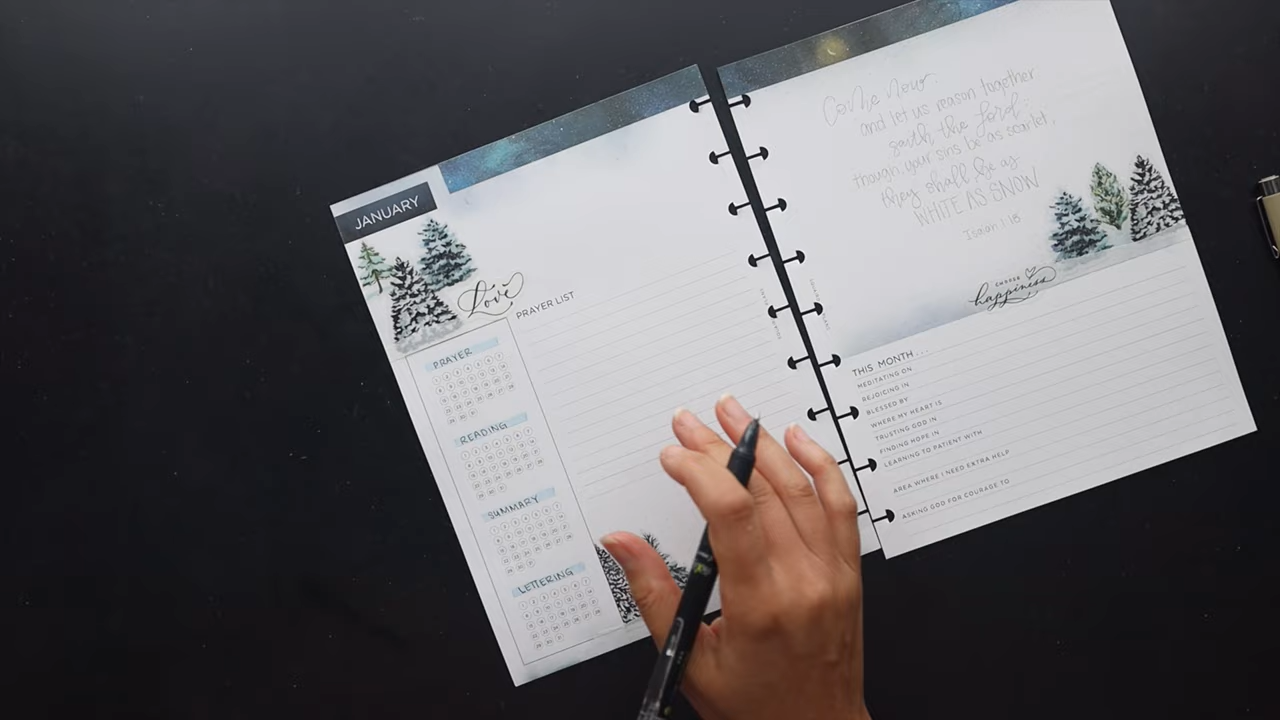 JANUARY
Love
PRAYER LIST
PRAYER
READING
SUMMARY
LETTERING
Come now.
and let us reason together
saith the Lord:
though your sins be as scarlet,
they shall be as
WHITE AS SNOW
Isaiah 1:18
CHOOSE
happiness
THIS MONTH...
MEDITATING ON
REJOICING IN
BLESSED BY
WHERE MY HEART IS
TRUSTING GOD IN
FINDING HOPE IN
LEARNING TO PATIENT WITH
AREA WHERE I NEED EXTRA HELP
ASKING GOD FOR COURAGE TO